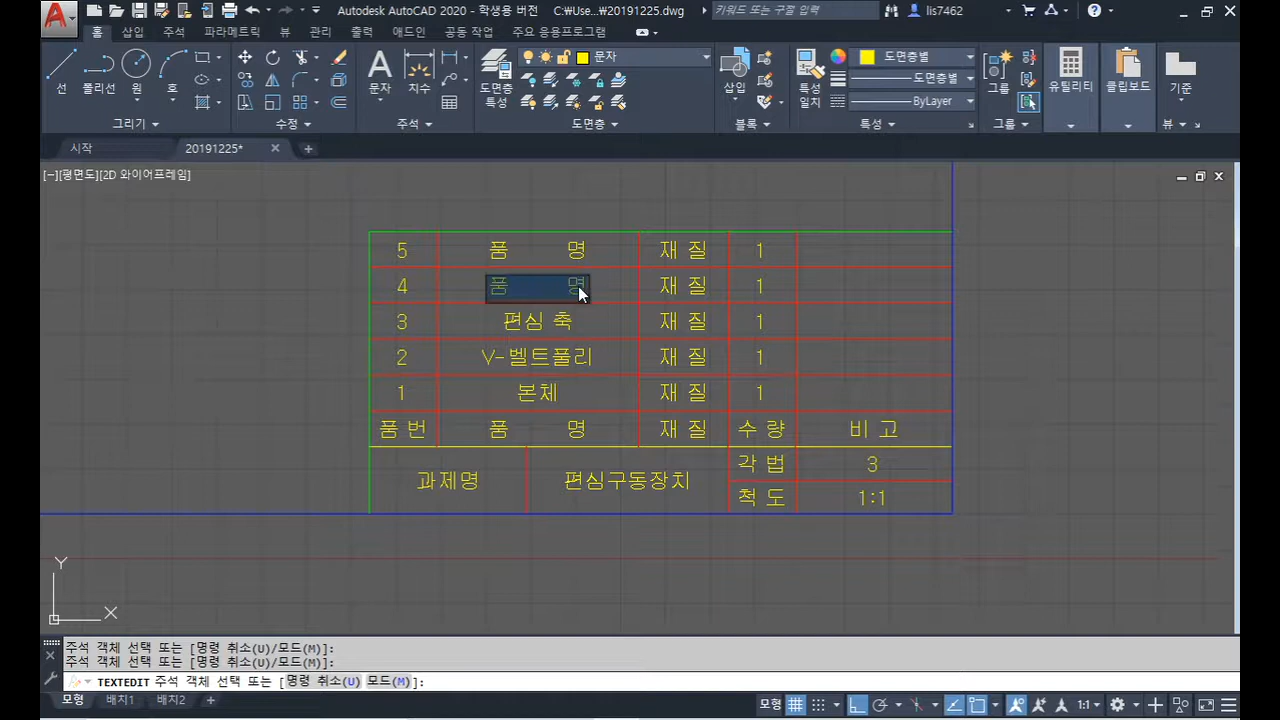 Autodesk AutoCAD 2020 - 학생용 버전 C:₩Use...₩20191225.dwg 키워드 또는 구절 입력 lis7462
홈 삽입 주석 파라메트릭 뷰 관리 출력 애드인 공동 작업 주요 응용프로그램
문자
도면층별
도면층별
ByLayer
선 폴리선 원 호 문자 치수 도면층 특성 삽입 특성 일치 그룹 유틸리티 클립보드 기준
그리기 수정 주석 도면층 블록 특성 그룹 뷰
시작 20191225*
[−][평면도][2D 와이어프레임]
5 품 명 재 질 1
4 품 명 재 질 1
3 편심 축 재 질 1
2 V-벨트풀리 재 질 1
1 본체 재 질 1
품 번 품 명 재 질 수 량 비 고
과제명 편심구동장치 각 법 3
척 도 1:1
Y
X
주석 객체 선택 또는 [명령 취소(U)/모드(M)]:
주석 객체 선택 또는 [명령 취소(U)/모드(M)]:
TEXTEDIT 주석 객체 선택 또는 [명령 취소(U) 모드(M)]:
모형 배치1 배치2 모형 1:1